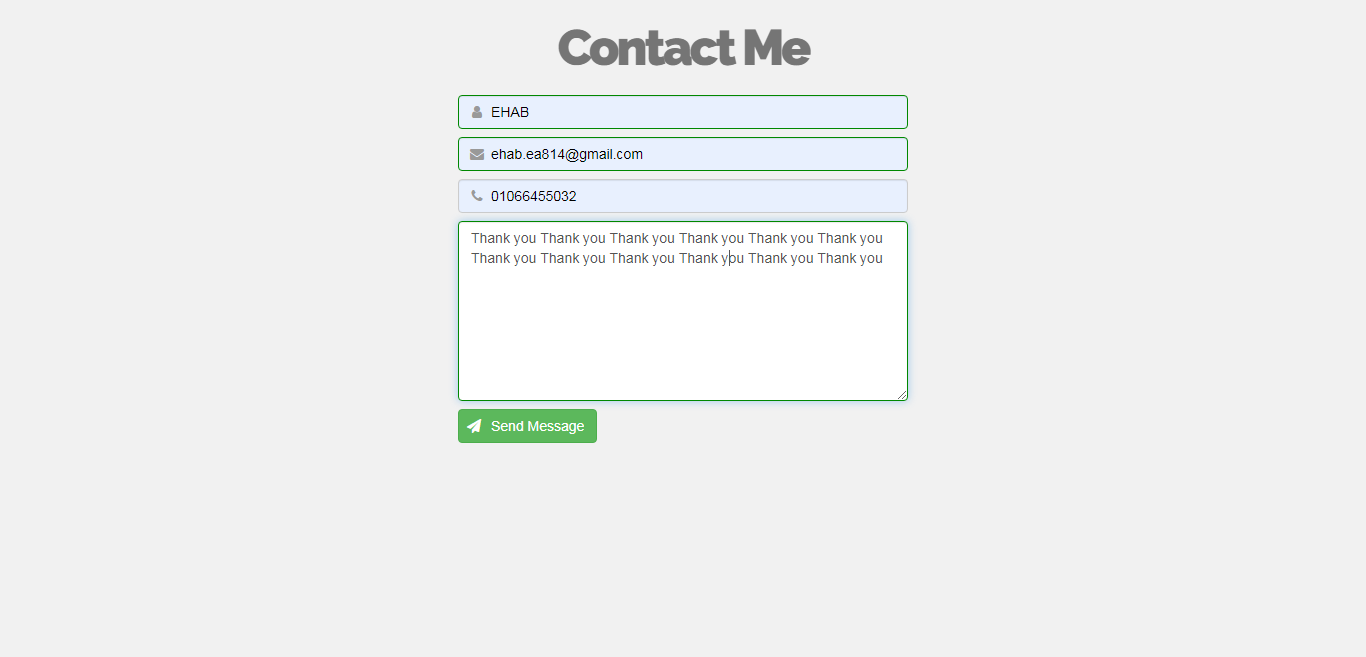 Contact Me
EHAB
ehab.ea814@gmail.com
01066455032
Thank you Thank you Thank you Thank you Thank you Thank you
Thank you Thank you Thank you Thank you Thank you Thank you
Send Message